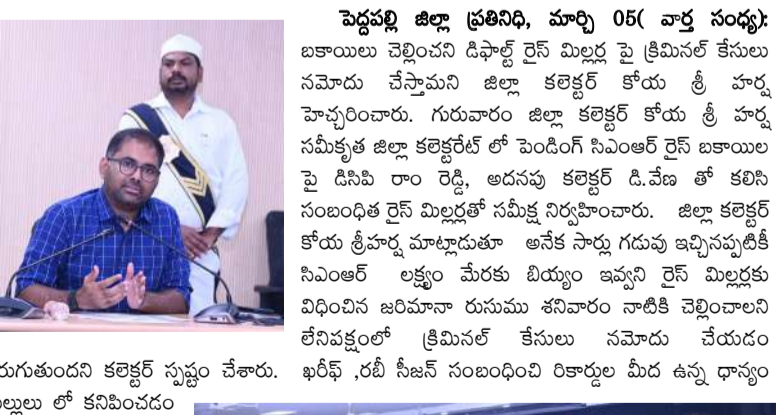 పెద్దపల్లి జిల్లా ప్రతినిధి, మార్చి 05( వార్త సంధ్య):
బకాయిలు చెల్లించని డిఫాల్ట్ రైస్ మిల్లర్ల పై క్రిమినల్ కేసులు
నమోదు చేస్తామని జిల్లా కలెక్టర్ కోయ శ్రీ హర్ష
హెచ్చరించారు. గురువారం జిల్లా కలెక్టర్ కోయ శ్రీ హర్ష
సమీకృత జిల్లా కలెక్టరేట్ లో పెండింగ్ సిఎంఆర్ రైస్ బకాయిల
పై డిసిపి రాం రెడ్డి, అదనపు కలెక్టర్ డి.వేణ తో కలిసి
సంబంధిత రైస్ మిల్లర్లతో సమీక్ష నిర్వహించారు. జిల్లా కలెక్టర్
కోయ శ్రీహర్ష మాట్లాడుతూ అనేక సార్లు గడువు ఇచ్చినప్పటికీ
సిఎంఆర్ లక్ష్యం మేరకు బియ్యం ఇవ్వని రైస్ మిల్లర్లకు
విధించిన జరిమానా రుసుము శనివారం నాటికి చెల్లించాలని
లేనిపక్షంలో క్రిమినల్ కేసులు నమోదు చేయడం
రుగుతుందని కలెక్టర్ స్పష్టం చేశారు. ఖరీఫ్ ,రబీ సీజన్ సంబంధించి రికార్డుల మీద ఉన్న ధాన్యం
ల్లులు లో కనిపించడం